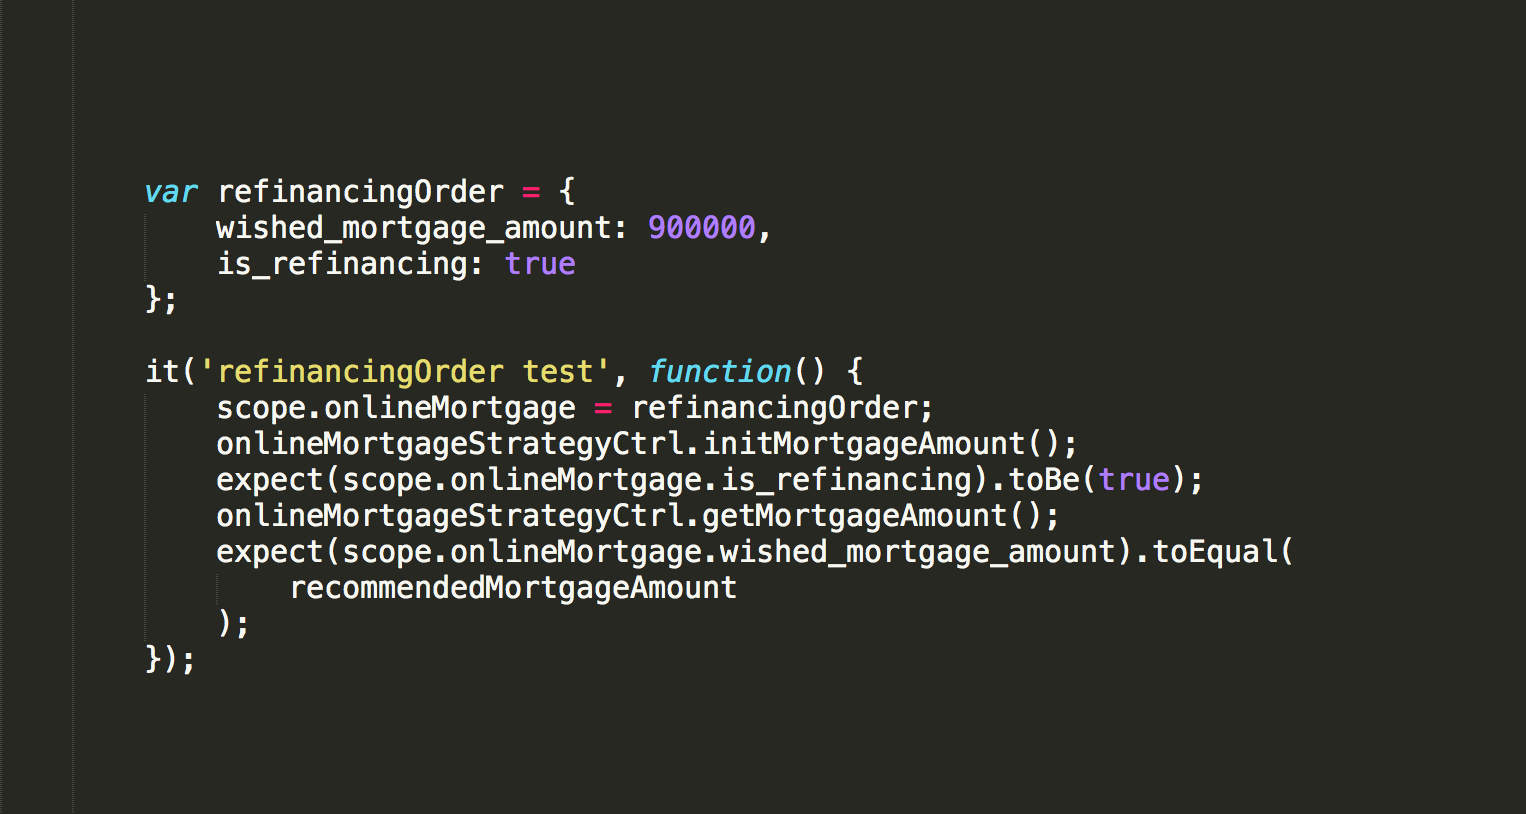 var refinancingOrder = {
    wished_mortgage_amount: 900000,
    is_refinancing: true
};

it('refinancingOrder test', function() {
    scope.onlineMortgage = refinancingOrder;
    onlineMortgageStrategyCtrl.initMortgageAmount();
    expect(scope.onlineMortgage.is_refinancing).toBe(true);
    onlineMortgageStrategyCtrl.getMortgageAmount();
    expect(scope.onlineMortgage.wished_mortgage_amount).toEqual(
        recommendedMortgageAmount
    );
});